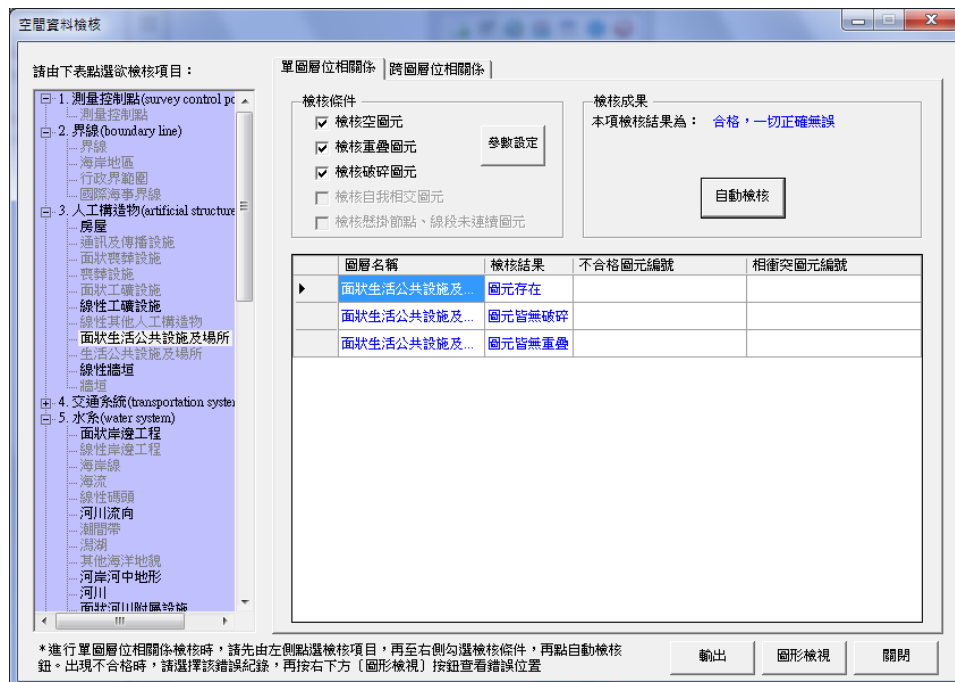 空間資料檢核
請由下表點選欲檢核項目：
1. 測量控制點(survey control po
測量控制點
2. 界線(boundary line)
界線
海岸地區
行政界範圍
國際海事界線
3. 人工構造物(artificial structure
房屋
通訊及傳播設施
面狀喪葬設施
喪葬設施
面狀工礦設施
線性工礦設施
線性其他人工構造物
面狀生活公共設施及場所
生活公共設施及場所
線性牆垣
牆垣
4. 交通系統(transportation system
5. 水系(water system)
面狀岸邊工程
線性岸邊工程
海岸線
海流
線性碼頭
河川流向
潮間帶
潟湖
其他海洋地貌
河岸河中地形
河川
面狀河川附屬設施
單圖層位相關係
跨圖層位相關係
檢核條件
檢核空圖元
檢核重疊圖元
檢核破碎圖元
檢核自我相交圖元
檢核懸掛節點、線段未連續圖元
參數設定
檢核成果
本項檢核結果為： 合格，一切正確無誤
自動檢核
圖層名稱 檢核結果 不合格圖元編號 相衝突圖元編號
面狀生活公共設施及... 圖元存在
面狀生活公共設施及... 圖元皆無破碎
面狀生活公共設施及... 圖元皆無重疊
*進行單圖層位相關係檢核時，請先由左側點選檢核項目，再至右側勾選檢核條件，再點自動檢核
鈕。出現不合格時，請選擇該錯誤紀錄，再按右下方〔圖形檢視〕按鈕查看錯誤位置
輸出 圖形檢視 關閉